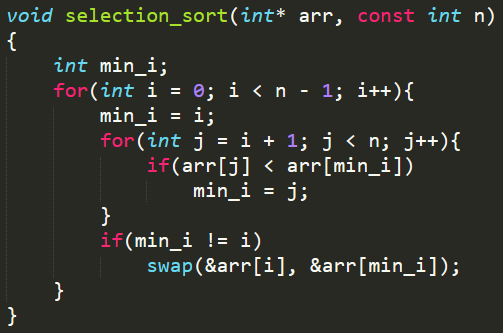 void selection_sort(int* arr, const int n)
{
    int min_i;
    for(int i = 0; i < n - 1; i++){
        min_i = i;
        for(int j = i + 1; j < n; j++){
            if(arr[j] < arr[min_i])
                min_i = j;
        }
        if(min_i != i)
            swap(&arr[i], &arr[min_i]);
    }
}